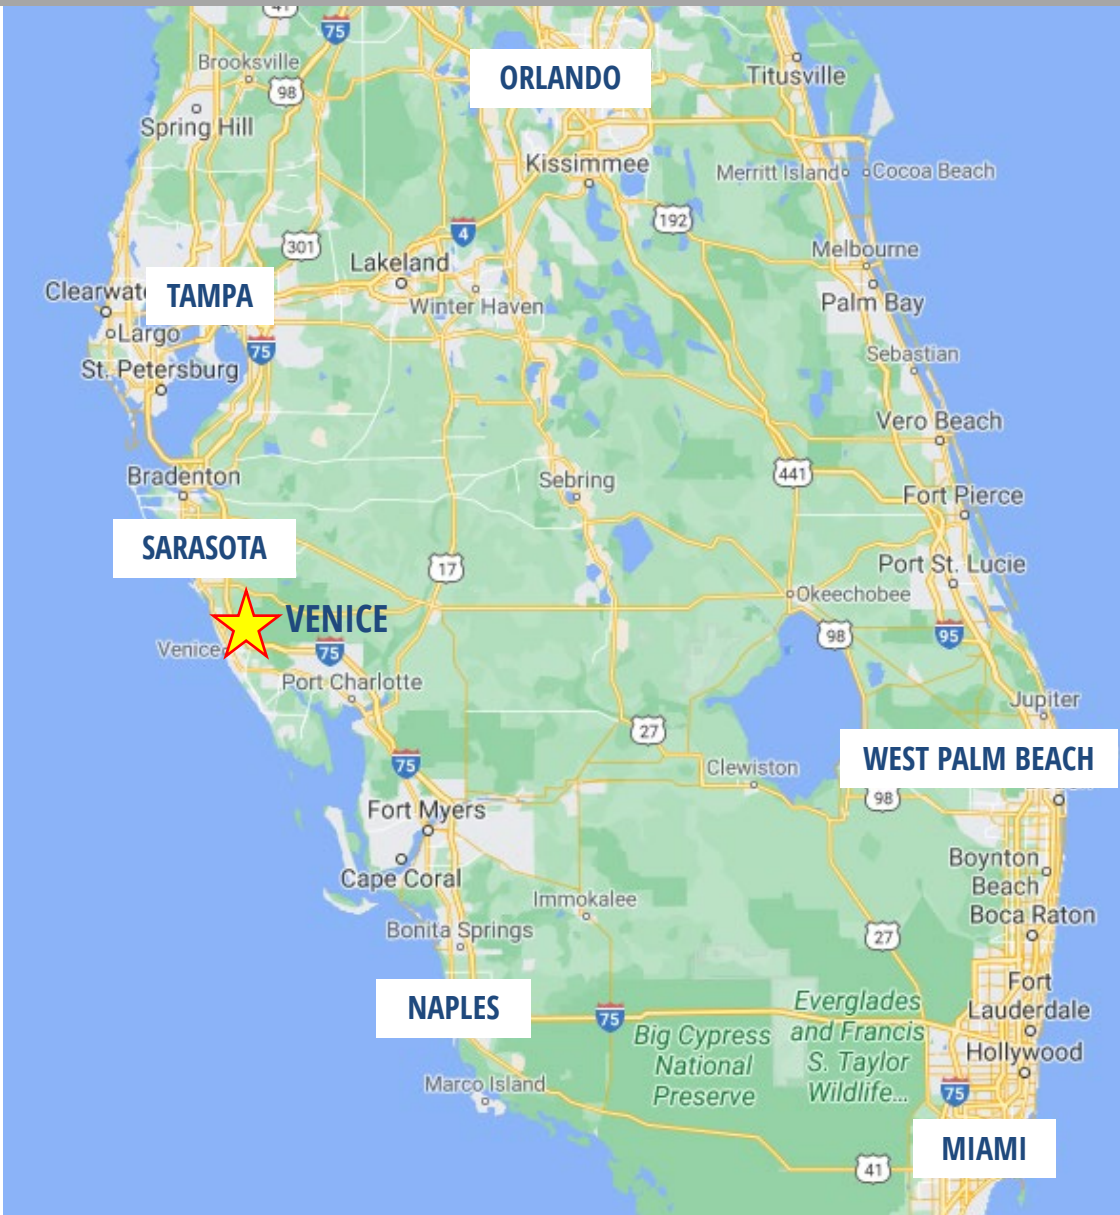 41
75
Brooksville
98
ORLANDO
Titusville
Spring Hill
Kissimmee
Merritt Island
Cocoa Beach
192
4
301
Melbourne
Lakeland
Clearwat
TAMPA
Winter Haven
Palm Bay
Largo
75
Sebastian
St. Petersburg
Vero Beach
Bradenton
Sebring
441
Fort Pierce
SARASOTA
17
Port St. Lucie
Okeechobee
VENICE
98
95
Venice
75
Port Charlotte
Jupiter
27
75
Clewiston
WEST PALM BEACH
98
Fort Myers
Boynton
Beach
Cape Coral
Immokalee
Boca Raton
Bonita Springs
27
NAPLES
75
Everglades
and Francis
S. Taylor
Wildlife...
Big Cypress
National
Preserve
Fort
Lauderdale
Hollywood
Marco Island
75
MIAMI
41